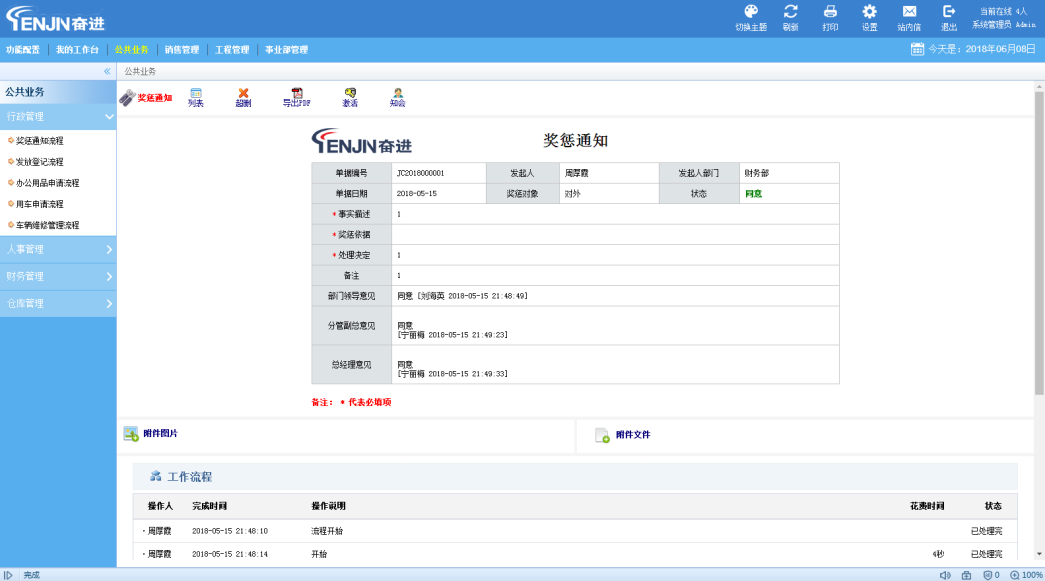 ENJIN奋进
切换主题 刷新 打印 设置 站内信 退出
当前在线 4人
系统管理员 Admin
功能配置 我的工作台 公共业务 销售管理 工程管理 事业部管理 今天是：2018年06月08日
« 公共业务
公共业务
奖惩通知 列表 超删 导出PDF 激活 知会
行政管理
奖惩通知流程
发放登记流程
办公用品申请流程
用车申请流程
车辆维修管理流程
人事管理
财务管理
仓库管理
ENJIN奋进 奖惩通知
单据编号 JC2018000001 发起人 周厚霞 发起人部门 财务部
单据日期 2018-05-15 奖惩对象 对外 状态 同意
* 事实描述 1
* 奖惩依据
* 处理决定 1
备注 1
部门领导意见 同意 [刘海英 2018-05-15 21:48:49]
分管副总意见 同意
[宁丽梅 2018-05-15 21:49:23]
总经理意见 同意
[宁丽梅 2018-05-15 21:49:33]
备注： * 代表必填项
附件图片 附件文件
工作流程
操作人 完成时间 操作说明 花费时间 状态
·周厚霞 2018-05-15 21:48:10 流程开始 已处理完
·周厚霞 2018-05-15 21:48:14 开始 4秒 已处理完
完成 0 100%